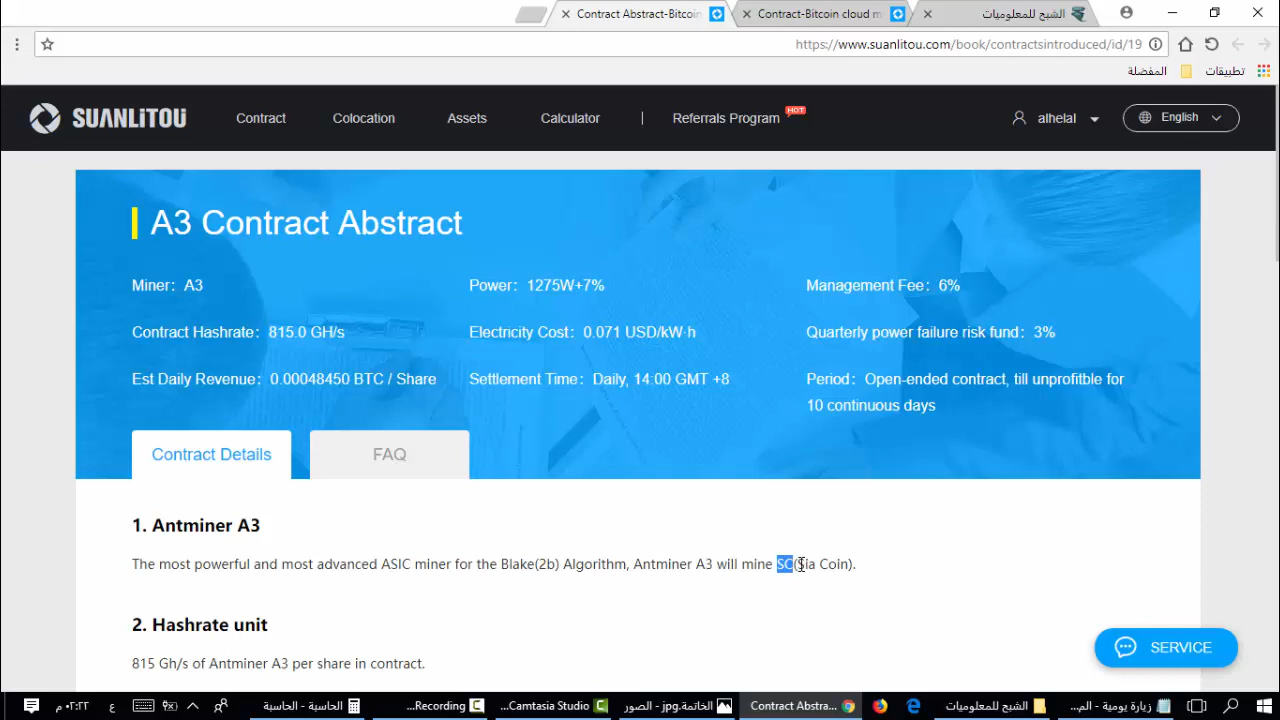 Contract Abstract-Bitcoin
Contract-Bitcoin cloud m
الشبح للمعلوميات
https://www.suanlitou.com/book/contractsintroduced/id/19
المفضلة
تطبيقات
SUANLiTOU
Contract
Colocation
Assets
Calculator
|
Referrals Program
HOT
alhelal
English
A3 Contract Abstract
Miner: A3
Power: 1275W+7%
Management Fee: 6%
Contract Hashrate: 815.0 GH/s
Electricity Cost: 0.071 USD/kW·h
Quarterly power failure risk fund: 3%
Est Daily Revenue: 0.00048450 BTC / Share
Settlement Time: Daily, 14:00 GMT +8
Period: Open-ended contract, till unprofitble for
10 continuous days
Contract Details
FAQ
1. Antminer A3
The most powerful and most advanced ASIC miner for the Blake(2b) Algorithm, Antminer A3 will mine SC(Sia Coin).
2. Hashrate unit
815 Gh/s of Antminer A3 per share in contract.
SERVICE
٠٢:٢٢ م
ع
الحاسبة - الحاسبة
Recording...
Camtasia Studio...
الخاتمة.jpg - الصور
Contract Abstra...
الشبح للمعلوميات
زيارة يومية - الم...